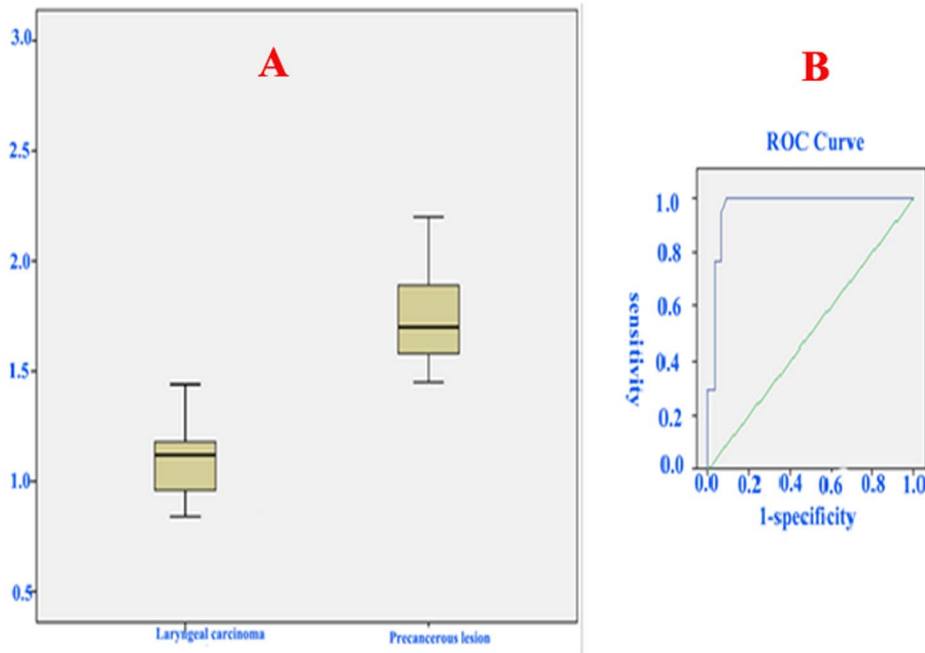 A
3.0
2.5
2.0
1.5
1.0
0.5
Laryngeal carcinoma
Precancerous lesion
B
ROC Curve
sensitivity
1.0
0.8
0.6
0.4
0.2
0.0
0.0 0.2 0.4 0.6 0.8 1.0
1-specificity